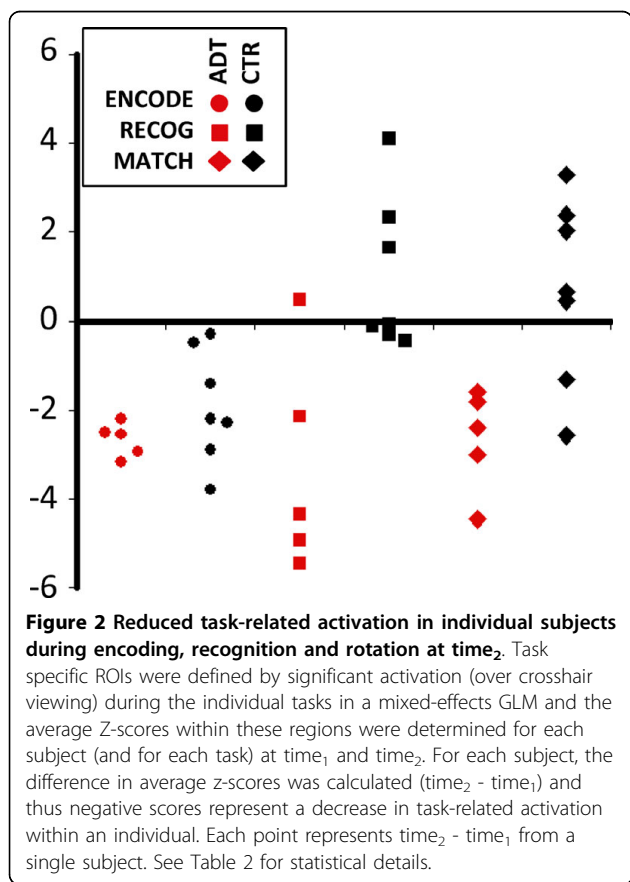 6
ADT CTR
ENCODE
RECOG
MATCH
4
2
0
-2
-4
-6
Figure 2 Reduced task-related activation in individual subjects
during encoding, recognition and rotation at time₂. Task
specific ROIs were defined by significant activation (over crosshair
viewing) during the individual tasks in a mixed-effects GLM and the
average Z-scores within these regions were determined for each
subject (and for each task) at time₁ and time₂. For each subject, the
difference in average z-scores was calculated (time₂ - time₁) and
thus negative scores represent a decrease in task-related activation
within an individual. Each point represents time₂ - time₁ from a
single subject. See Table 2 for statistical details.